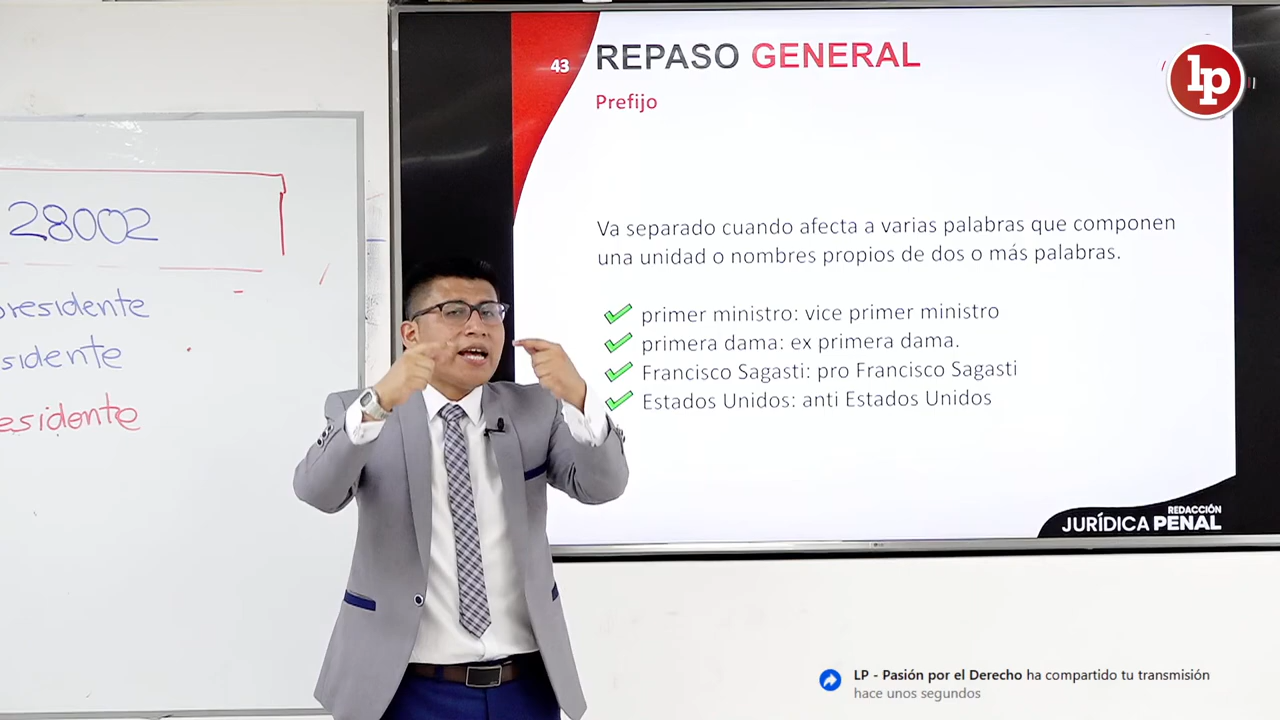 43
REPASO GENERAL
Prefijo
lp
Va separado cuando afecta a varias palabras que componen
una unidad o nombres propios de dos o más palabras.
primer ministro: vice primer ministro
primera dama: ex primera dama.
Francisco Sagasti: pro Francisco Sagasti
Estados Unidos: anti Estados Unidos
REDACCIÓN
JURÍDICA PENAL
28002
presidente
sidente
esidente
LP - Pasión por el Derecho ha compartido tu transmisión
hace unos segundos